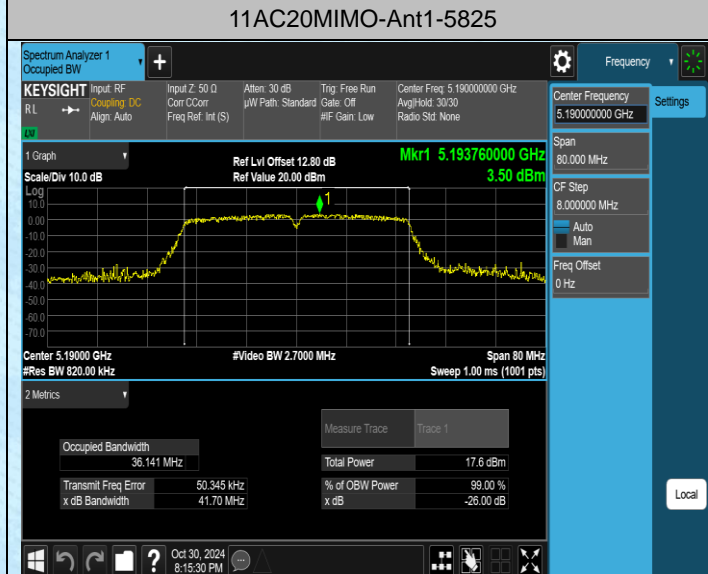 11AC20MIMO-Ant1-5825
Spectrum Analyzer 1
Occupied BW
Frequency
KEYSIGHT
RL
LXI
Input: RF
Coupling: DC
Align: Auto
Input Z: 50 Ω
Corr CCorr
Freq Ref: Int (S)
Atten: 30 dB
µW Path: Standard
Trig: Free Run
Gate: Off
#IF Gain: Low
Center Freq: 5.190000000 GHz
Avg|Hold: 30/30
Radio Std: None
Center Frequency
5.190000000 GHz
Settings
Span
80.000 MHz
CF Step
8.000000 MHz
Auto
Man
Freq Offset
0 Hz
1 Graph
Scale/Div 10.0 dB
Ref Lvl Offset 12.80 dB
Ref Value 20.00 dBm
Mkr1 5.193760000 GHz
3.50 dBm
Log
10.0
0.00
-10.0
-20.0
-30.0
-40.0
-50.0
-60.0
-70.0
1
Center 5.19000 GHz
#Res BW 820.00 kHz
#Video BW 2.7000 MHz
Span 80 MHz
Sweep 1.00 ms (1001 pts)
2 Metrics
Measure Trace Trace 1
Occupied Bandwidth
36.141 MHz
Total Power 17.6 dBm
Transmit Freq Error 50.345 kHz
% of OBW Power 99.00 %
x dB Bandwidth 41.70 MHz
x dB -26.00 dB
Local
Oct 30, 2024
8:15:30 PM